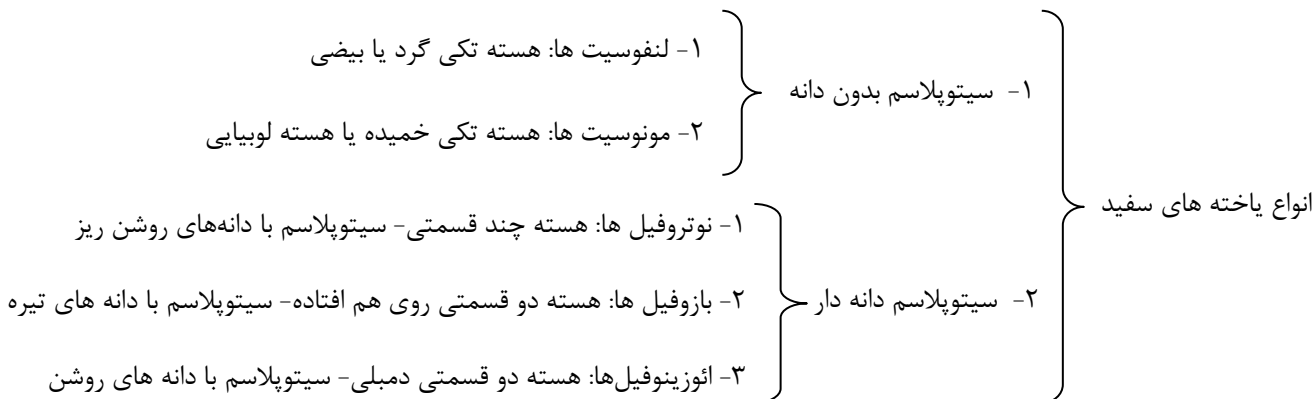 انواع یاخته های سفید
۱- سیتوپلاسم بدون دانه
۱- لنفوسیت ها: هسته تکی گرد یا بیضی
۲- مونوسیت ها: هسته تکی خمیده یا هسته لوبیایی
۲- سیتوپلاسم دانه دار
۱- نوتروفیل ها: هسته چند قسمتی- سیتوپلاسم با دانه‌های روشن ریز
۲- بازوفیل ها: هسته دو قسمتی روی هم افتاده- سیتوپلاسم با دانه های تیره
۳- ائوزینوفیل‌ها: هسته دو قسمتی دمبلی- سیتوپلاسم با دانه های روشن